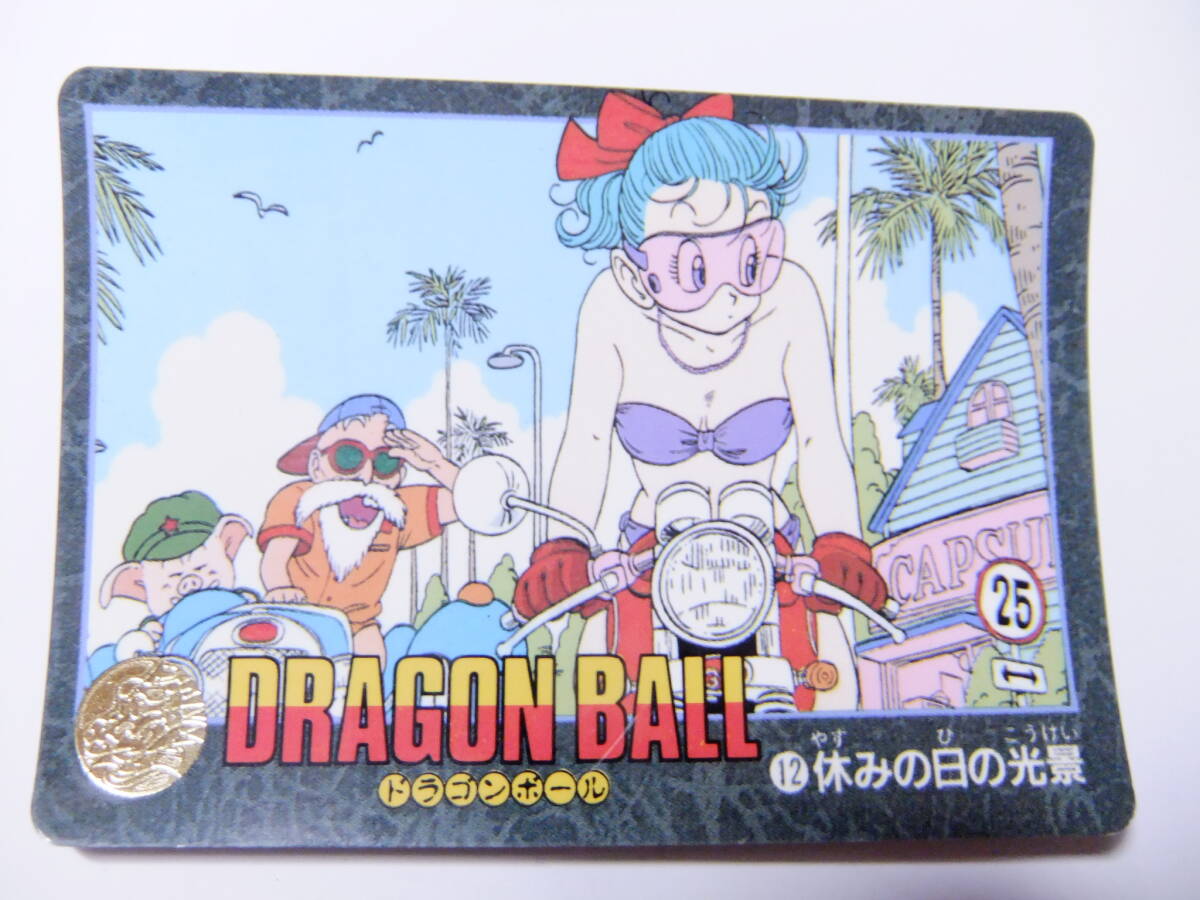 CAPSU
25
DRAGON BALL
ドラゴンボール
やす ひ こうけい
⑫休みの日の光景